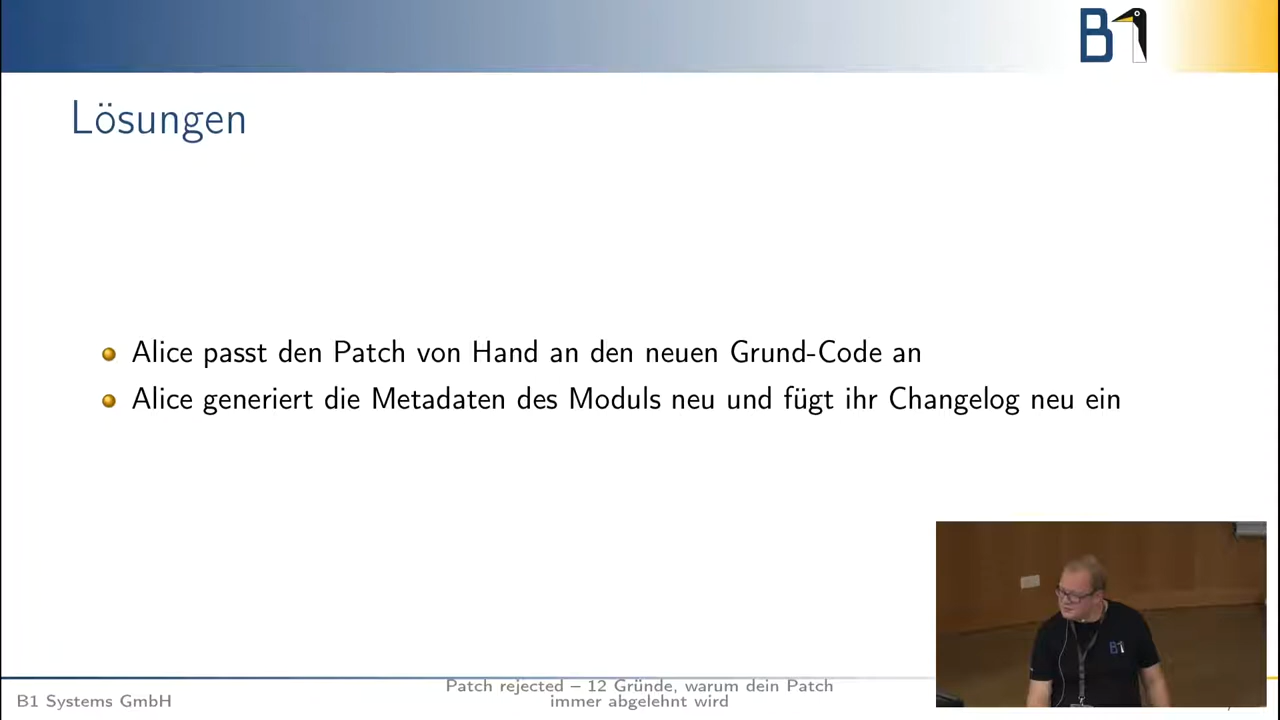 B1
Lösungen
Alice passt den Patch von Hand an den neuen Grund-Code an
Alice generiert die Metadaten des Moduls neu und fügt ihr Changelog neu ein
B1
B1 Systems GmbH
Patch rejected – 12 Gründe, warum dein Patch
immer abgelehnt wird